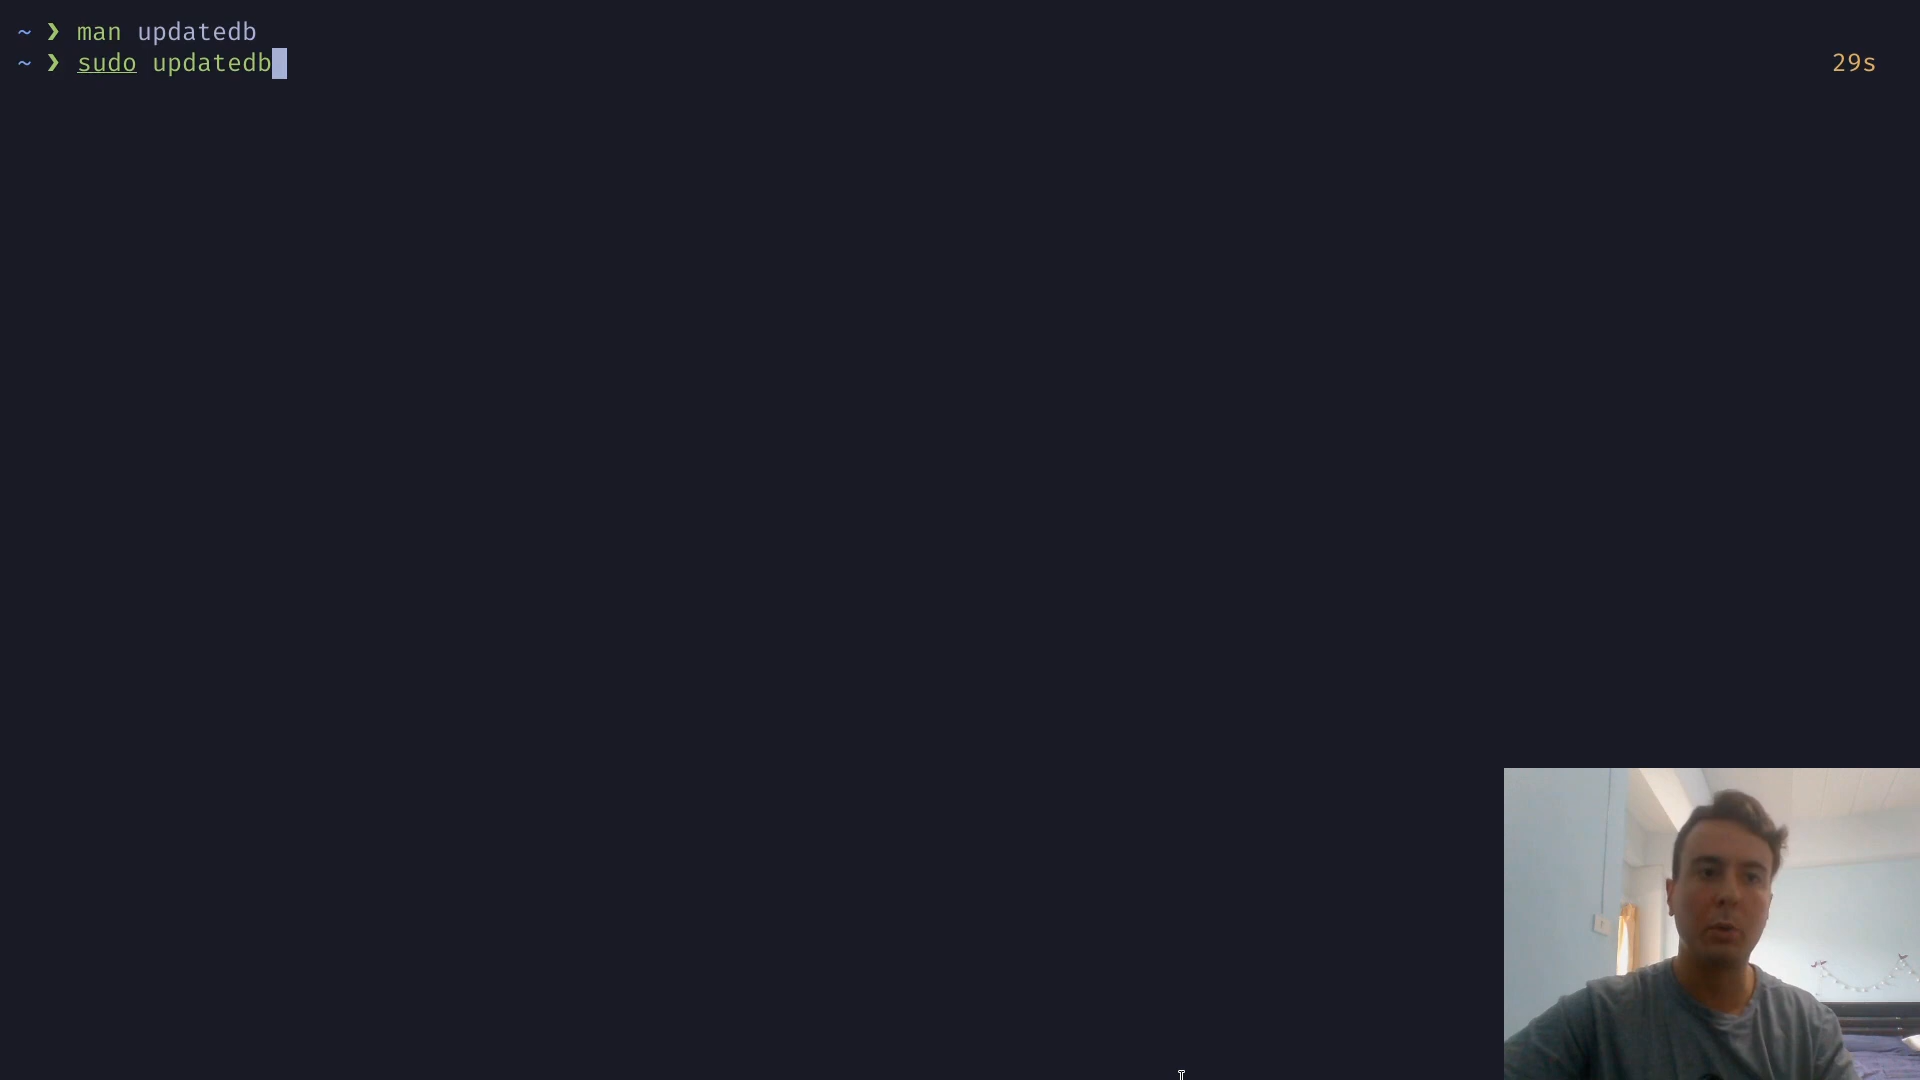 ~ ❯ man updatedb
~ ❯ sudo updatedb 29s